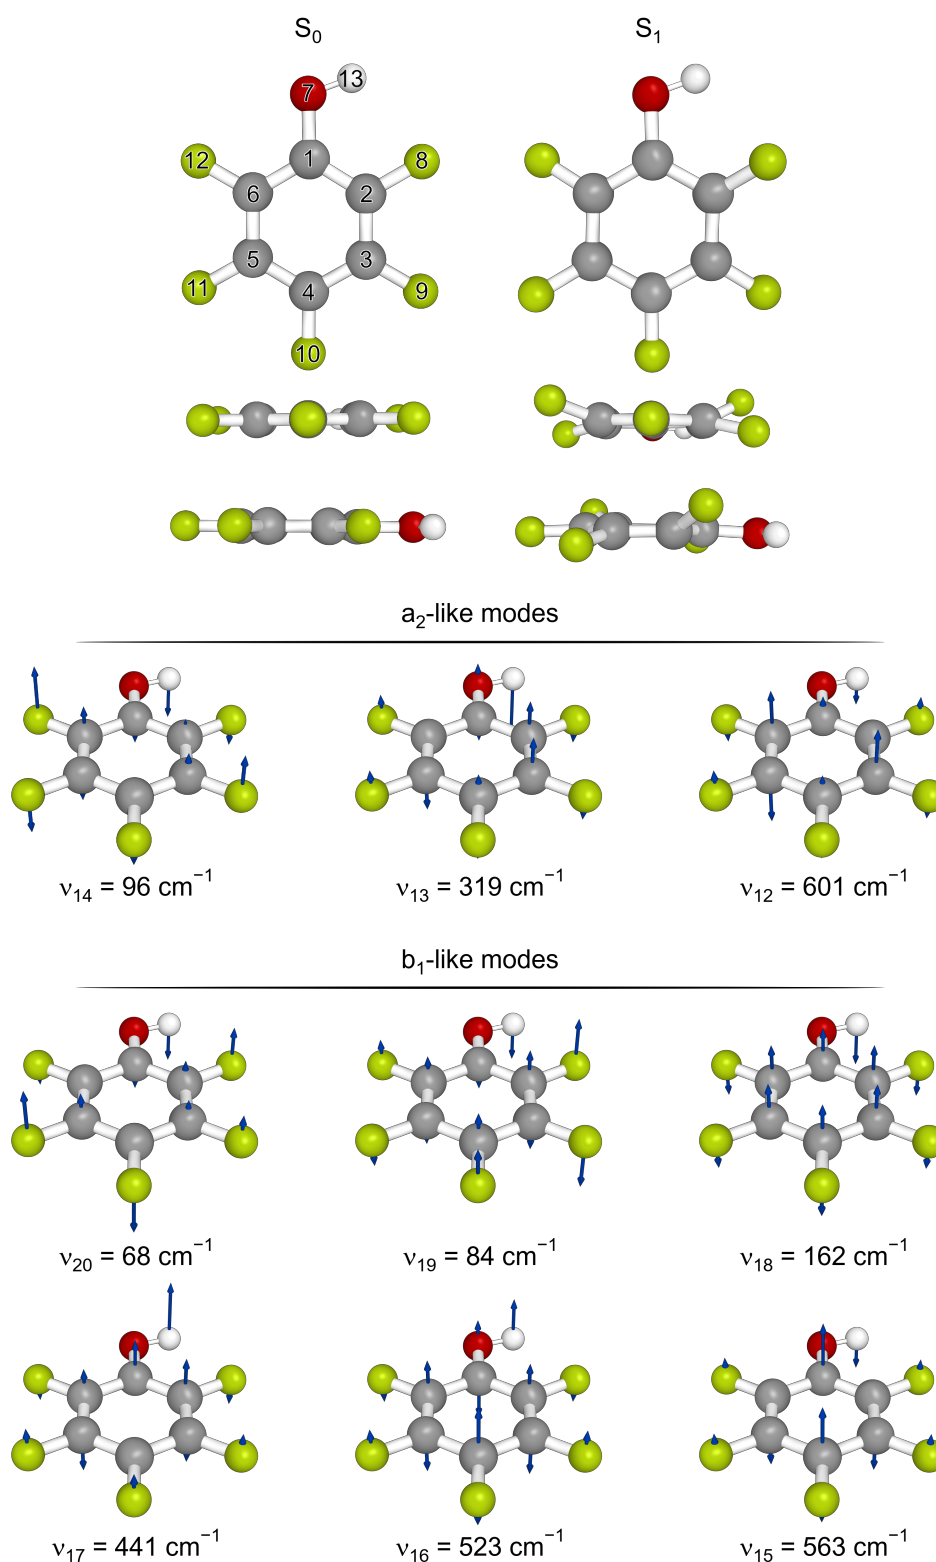 S₀ S₁
13
7
12 1 8
6 2
5 3
11 4 9
10
a₂-like modes
ν₁₄ = 96 cm⁻¹ ν₁₃ = 319 cm⁻¹ ν₁₂ = 601 cm⁻¹
b₁-like modes
ν₂₀ = 68 cm⁻¹ ν₁₉ = 84 cm⁻¹ ν₁₈ = 162 cm⁻¹
ν₁₇ = 441 cm⁻¹ ν₁₆ = 523 cm⁻¹ ν₁₅ = 563 cm⁻¹